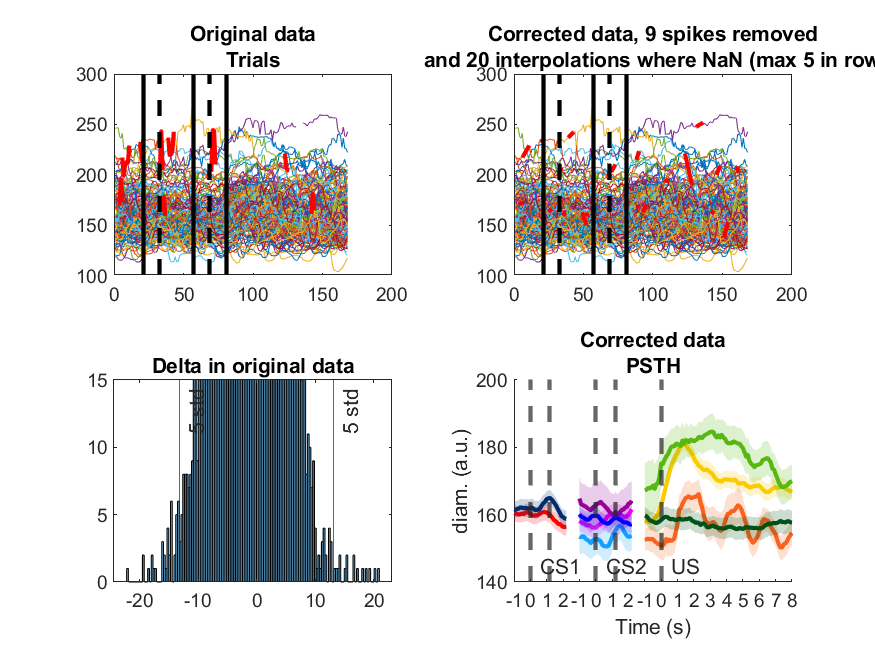 Original data
Trials
300
250
200
150
100
0 50 100 150 200
Corrected data, 9 spikes removed
and 20 interpolations where NaN (max 5 in row
300
250
200
150
100
0 50 100 150 200
Delta in original data
15
10
5
0
-20 -10 0 10 20
5 std
5 std
Corrected data
PSTH
200
180
160
140
diam. (a.u.)
CS1 CS2 US
-1 0 1 2 -1 0 1 2 -1 0 1 2 3 4 5 6 7 8
Time (s)